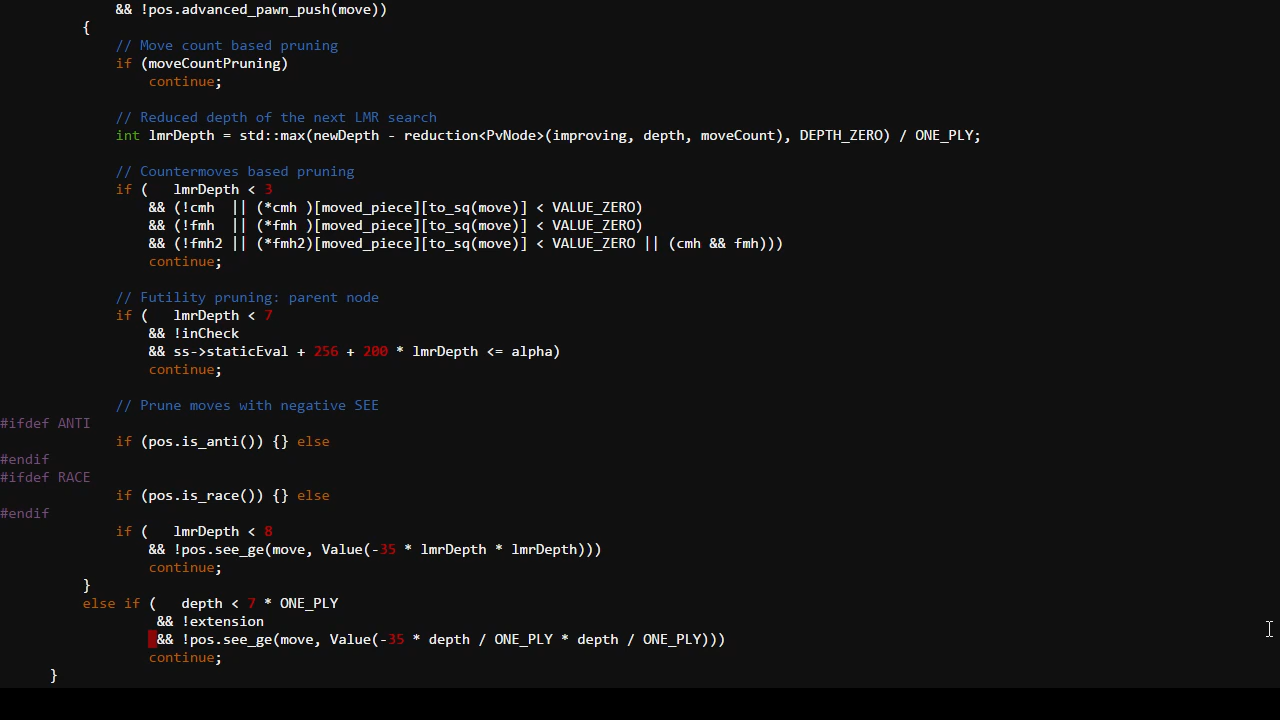 && !pos.advanced_pawn_push(move))
{
// Move count based pruning
if (moveCountPruning)
continue;
// Reduced depth of the next LMR search
int lmrDepth = std::max(newDepth - reduction<PvNode>(improving, depth, moveCount), DEPTH_ZERO) / ONE_PLY;
// Countermoves based pruning
if (   lmrDepth < 3
&& (!cmh  || (*cmh )[moved_piece][to_sq(move)] < VALUE_ZERO)
&& (!fmh  || (*fmh )[moved_piece][to_sq(move)] < VALUE_ZERO)
&& (!fmh2 || (*fmh2)[moved_piece][to_sq(move)] < VALUE_ZERO || (cmh && fmh)))
continue;
// Futility pruning: parent node
if (   lmrDepth < 7
&& !inCheck
&& ss->staticEval + 256 + 200 * lmrDepth <= alpha)
continue;
// Prune moves with negative SEE
#ifdef ANTI
if (pos.is_anti()) {} else
#endif
#ifdef RACE
if (pos.is_race()) {} else
#endif
if (   lmrDepth < 8
&& !pos.see_ge(move, Value(-35 * lmrDepth * lmrDepth)))
continue;
}
else if (   depth < 7 * ONE_PLY
&& !extension
&& !pos.see_ge(move, Value(-35 * depth / ONE_PLY * depth / ONE_PLY)))
continue;
}